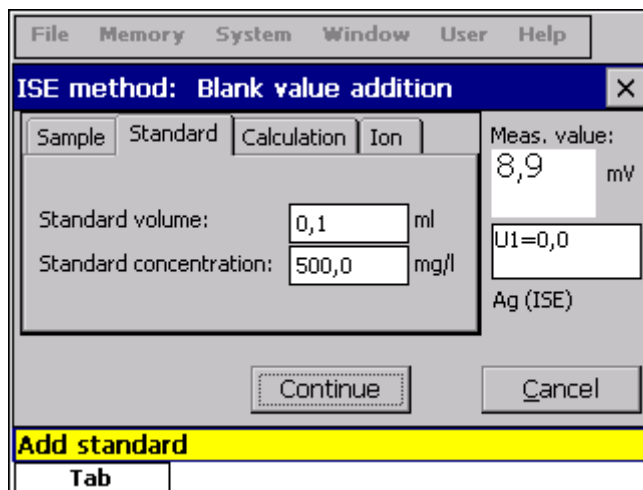 File Memory System Window User Help
ISE method: Blank value addition
Sample Standard Calculation Ion
Meas. value:
8,9 mV
Standard volume: 0,1 ml
U1=0,0
Standard concentration: 500,0 mg/l
Ag (ISE)
Continue Cancel
Add standard
Tab